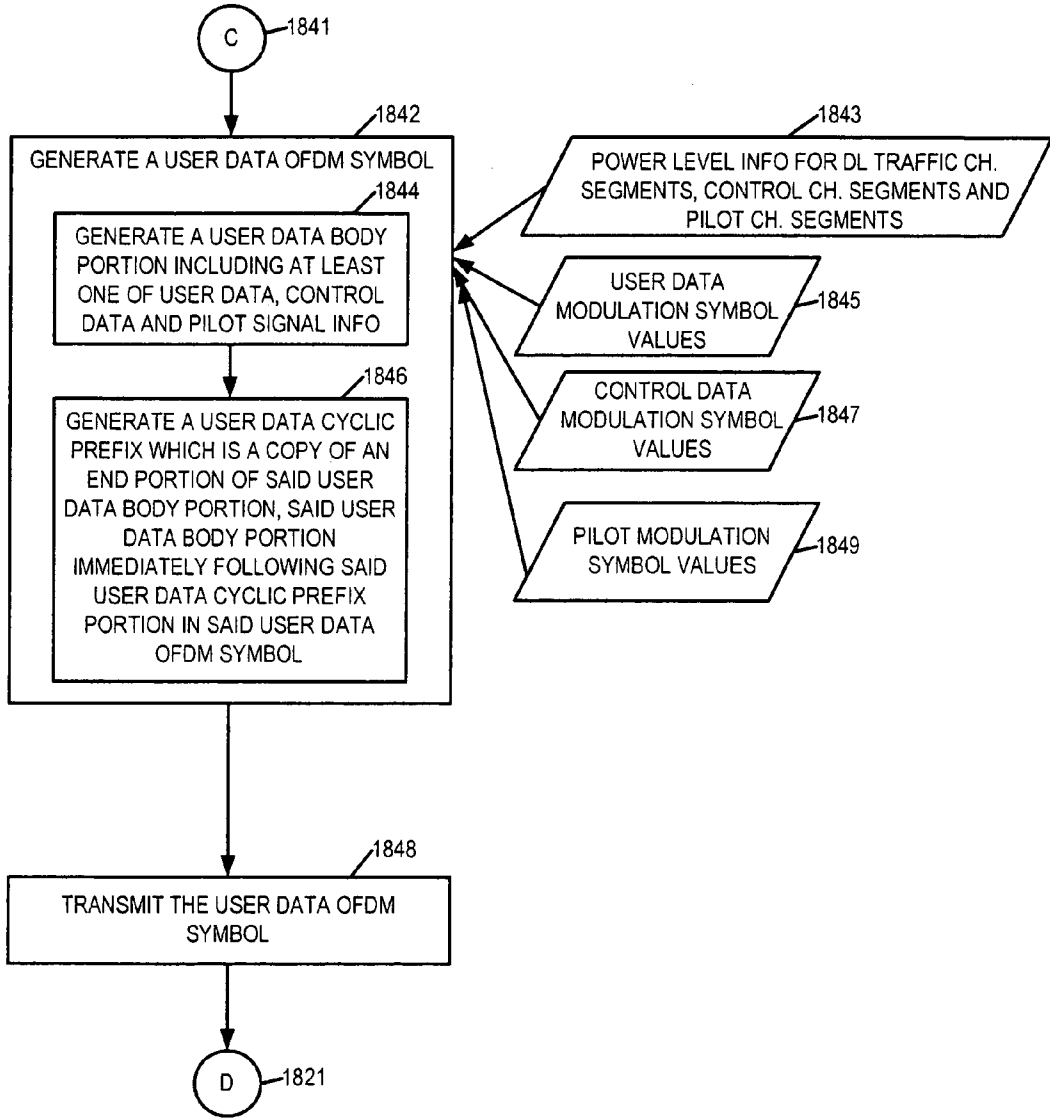 C
1841
1842
GENERATE A USER DATA OFDM SYMBOL
1844
GENERATE A USER DATA BODY
PORTION INCLUDING AT LEAST
ONE OF USER DATA, CONTROL
DATA AND PILOT SIGNAL INFO
1846
GENERATE A USER DATA CYCLIC
PREFIX WHICH IS A COPY OF AN
END PORTION OF SAID USER
DATA BODY PORTION, SAID USER
DATA BODY PORTION
IMMEDIATELY FOLLOWING SAID
USER DATA CYCLIC PREFIX
PORTION IN SAID USER DATA
OFDM SYMBOL
1843
POWER LEVEL INFO FOR DL TRAFFIC CH.
SEGMENTS, CONTROL CH. SEGMENTS AND
PILOT CH. SEGMENTS
USER DATA
MODULATION SYMBOL
VALUES
1845
CONTROL DATA
MODULATION SYMBOL
VALUES
1847
PILOT MODULATION
SYMBOL VALUES
1849
1848
TRANSMIT THE USER DATA OFDM
SYMBOL
D
1821